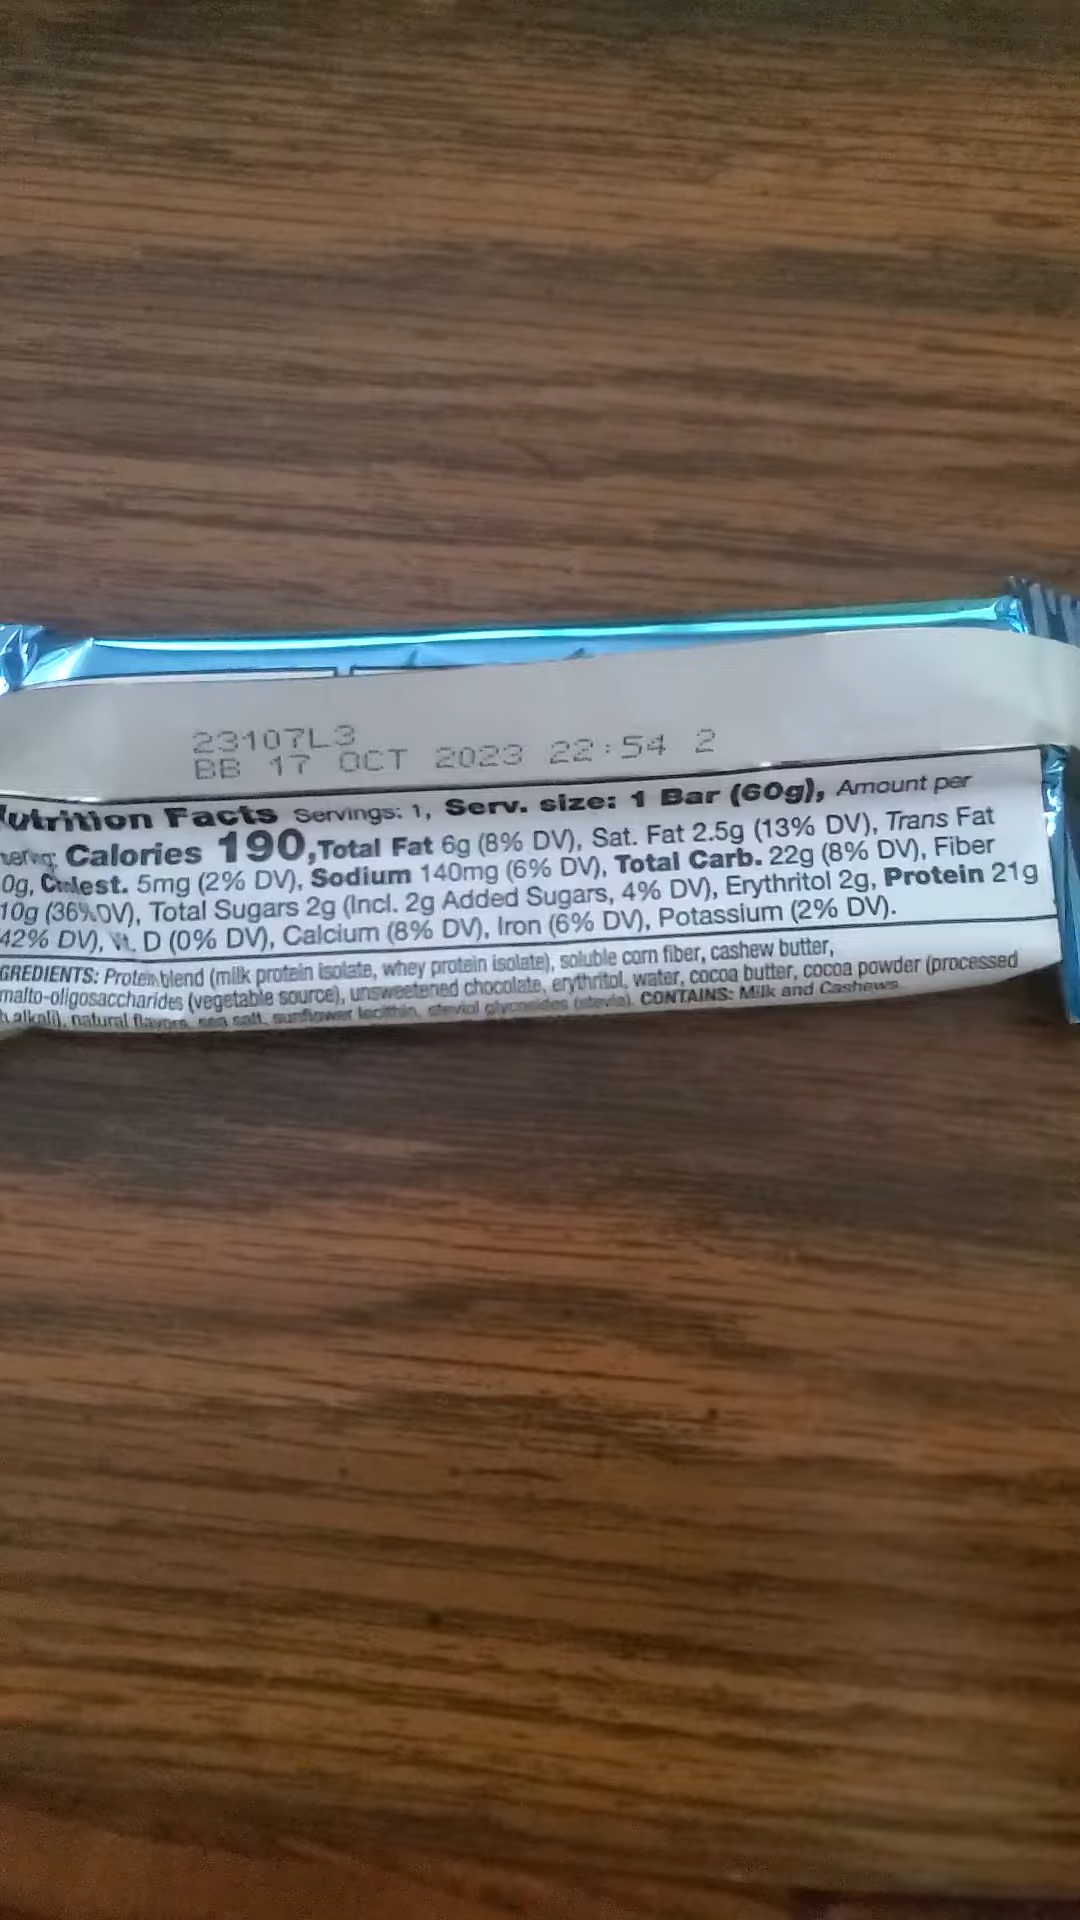 23107L3
BB 17 OCT 2023 22:54 2
utrition Facts Servings: 1, Serv. size: 1 Bar (60g), Amount per
Calories 190, Total Fat 6g (8% DV), Sat. Fat 2.5g (13% DV), Trans Fat
0g, Cholest. 5mg (2% DV), Sodium 140mg (6% DV), Total Carb. 22g (8% DV), Fiber
10g (36% DV), Total Sugars 2g (Incl. 2g Added Sugars, 4% DV), Erythritol 2g, Protein 21g
42% DV), Vit. D (0% DV), Calcium (8% DV), Iron (6% DV), Potassium (2% DV).
GREDIENTS: Protein blend (milk protein isolate, whey protein isolate), soluble corn fiber, cashew butter,
malto-oligosaccharides (vegetable source), unsweetened chocolate, erythritol, water, cocoa butter, cocoa powder (processed
h alkali), natural flavors, sea salt, sunflower lecithin, steviol glycosides (stevia). CONTAINS: Milk and Cashews